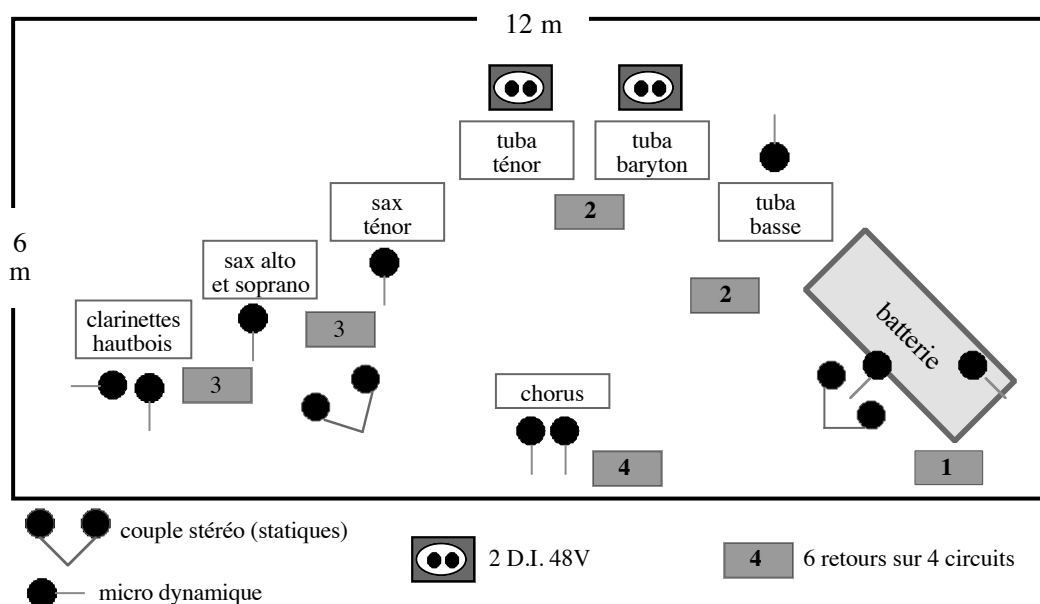 12 m
tuba
ténor
tuba
baryton
sax
ténor
2
tuba
basse
6
m
sax alto
et soprano
2
clarinettes
hautbois
3
batterie
3
chorus
4
1
couple stéréo (statiques)
2 D.I. 48V
4 6 retours sur 4 circuits
micro dynamique